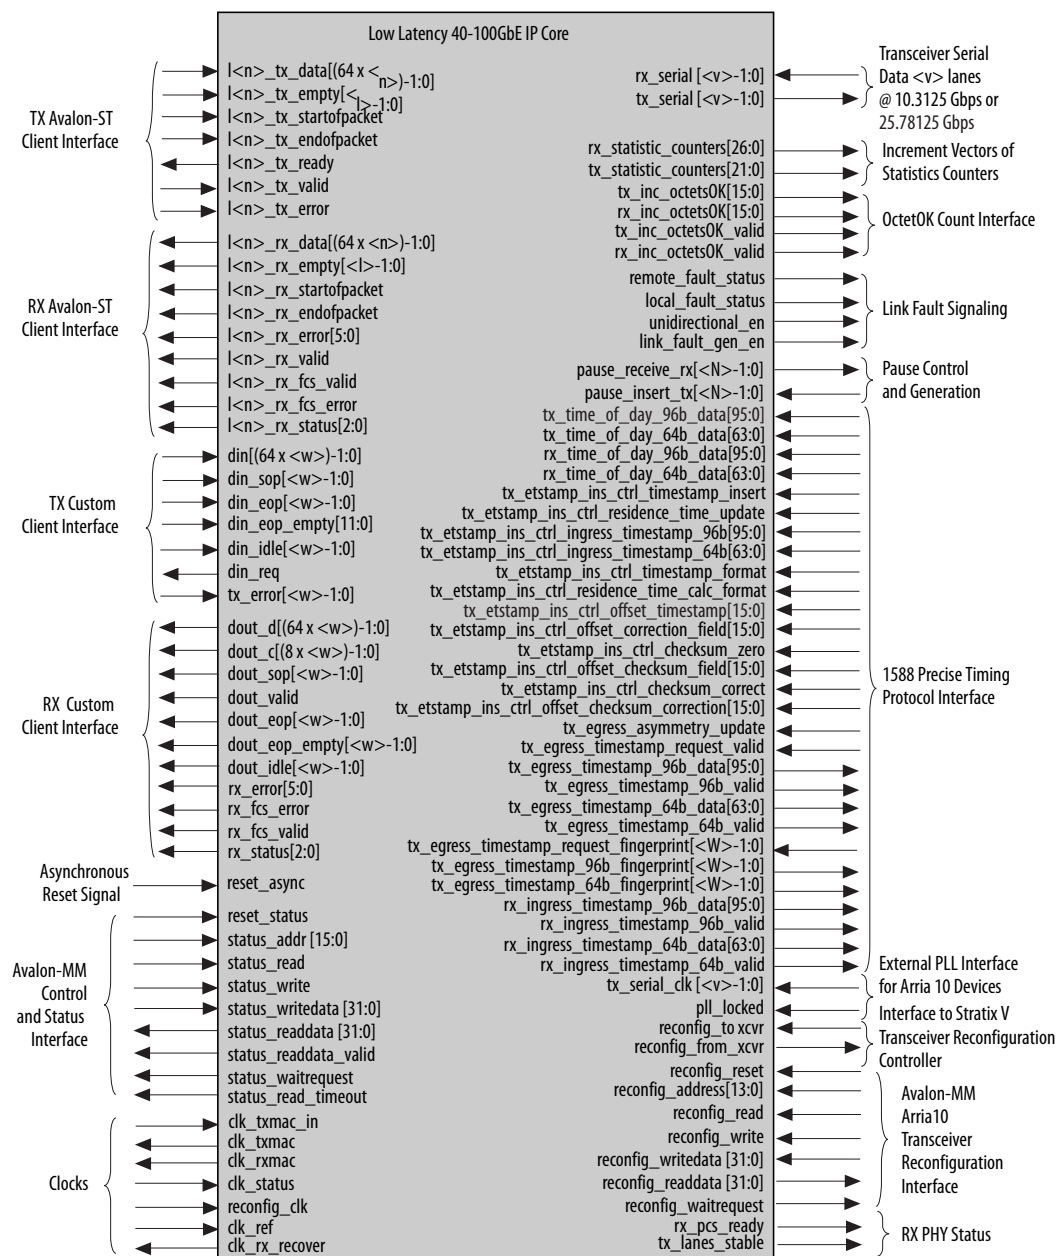 Low Latency 40-100GbE IP Core
TX Avalon-ST
Client Interface
l<n>_tx_data[(64 x <n>)-1:0]
l<n>_tx_empty[<l>-1:0]
l<n>_tx_startofpacket
l<n>_tx_endofpacket
l<n>_tx_ready
l<n>_tx_valid
l<n>_tx_error
RX Avalon-ST
Client Interface
l<n>_rx_data[(64 x <n>)-1:0]
l<n>_rx_empty[<l>-1:0]
l<n>_rx_startofpacket
l<n>_rx_endofpacket
l<n>_rx_error[5:0]
l<n>_rx_valid
l<n>_rx_fcs_valid
l<n>_rx_fcs_error
l<n>_rx_status[2:0]
TX Custom
Client Interface
din[(64 x <w>)-1:0]
din_sop[<w>-1:0]
din_eop[<w>-1:0]
din_eop_empty[11:0]
din_idle[<w>-1:0]
din_req
tx_error[<w>-1:0]
RX Custom
Client Interface
dout_d[(64 x <w>)-1:0]
dout_c[(8 x <w>)-1:0]
dout_sop[<w>-1:0]
dout_valid
dout_eop[<w>-1:0]
dout_eop_empty[<w>-1:0]
dout_idle[<w>-1:0]
rx_error[5:0]
rx_fcs_error
rx_fcs_valid
rx_status[2:0]
Asynchronous
Reset Signal
reset_async
Avalon-MM
Control
and Status
Interface
reset_status
status_addr [15:0]
status_read
status_write
status_writedata [31:0]
status_readdata [31:0]
status_readdata_valid
status_waitrequest
status_read_timeout
Clocks
clk_txmac_in
clk_txmac
clk_rxmac
clk_status
reconfig_clk
clk_ref
clk_rx_recover
rx_serial [<v>-1:0]
tx_serial [<v>-1:0]
Transceiver Serial
Data <v> lanes
@ 10.3125 Gbps or
25.78125 Gbps
rx_statistic_counters[26:0]
tx_statistic_counters[21:0]
Increment Vectors of
Statistics Counters
tx_inc_octetsOK[15:0]
rx_inc_octetsOK[15:0]
tx_inc_octetsOK_valid
rx_inc_octetsOK_valid
OctetOK Count Interface
remote_fault_status
local_fault_status
unidirectional_en
link_fault_gen_en
Link Fault Signaling
pause_receive_rx[<N>-1:0]
pause_insert_tx[<N>-1:0]
Pause Control
and Generation
tx_time_of_day_96b_data[95:0]
tx_time_of_day_64b_data[63:0]
rx_time_of_day_96b_data[95:0]
rx_time_of_day_64b_data[63:0]
tx_etstamp_ins_ctrl_timestamp_insert
tx_etstamp_ins_ctrl_residence_time_update
tx_etstamp_ins_ctrl_ingress_timestamp_96b[95:0]
tx_etstamp_ins_ctrl_ingress_timestamp_64b[63:0]
tx_etstamp_ins_ctrl_timestamp_format
tx_etstamp_ins_ctrl_residence_time_calc_format
tx_etstamp_ins_ctrl_offset_timestamp[15:0]
tx_etstamp_ins_ctrl_offset_correction_field[15:0]
tx_etstamp_ins_ctrl_checksum_zero
tx_etstamp_ins_ctrl_offset_checksum_field[15:0]
tx_etstamp_ins_ctrl_checksum_correct
tx_etstamp_ins_ctrl_offset_checksum_correction[15:0]
tx_egress_asymmetry_update
tx_egress_timestamp_request_valid
tx_egress_timestamp_96b_data[95:0]
tx_egress_timestamp_96b_valid
tx_egress_timestamp_64b_data[63:0]
tx_egress_timestamp_64b_valid
tx_egress_timestamp_request_fingerprint[<W>-1:0]
tx_egress_timestamp_96b_fingerprint[<W>-1:0]
tx_egress_timestamp_64b_fingerprint[<W>-1:0]
rx_ingress_timestamp_96b_data[95:0]
rx_ingress_timestamp_96b_valid
rx_ingress_timestamp_64b_data[63:0]
rx_ingress_timestamp_64b_valid
1588 Precise Timing
Protocol Interface
tx_serial_clk [<v>-1:0]
pll_locked
External PLL Interface
for Arria 10 Devices
reconfig_to xcvr
reconfig_from_xcvr
Interface to Stratix V
Transceiver Reconfiguration
Controller
reconfig_reset
reconfig_address[13:0]
reconfig_read
reconfig_write
reconfig_writedata [31:0]
reconfig_readdata [31:0]
reconfig_waitrequest
Avalon-MM
Arria10
Transceiver
Reconfiguration
Interface
rx_pcs_ready
tx_lanes_stable
RX PHY Status